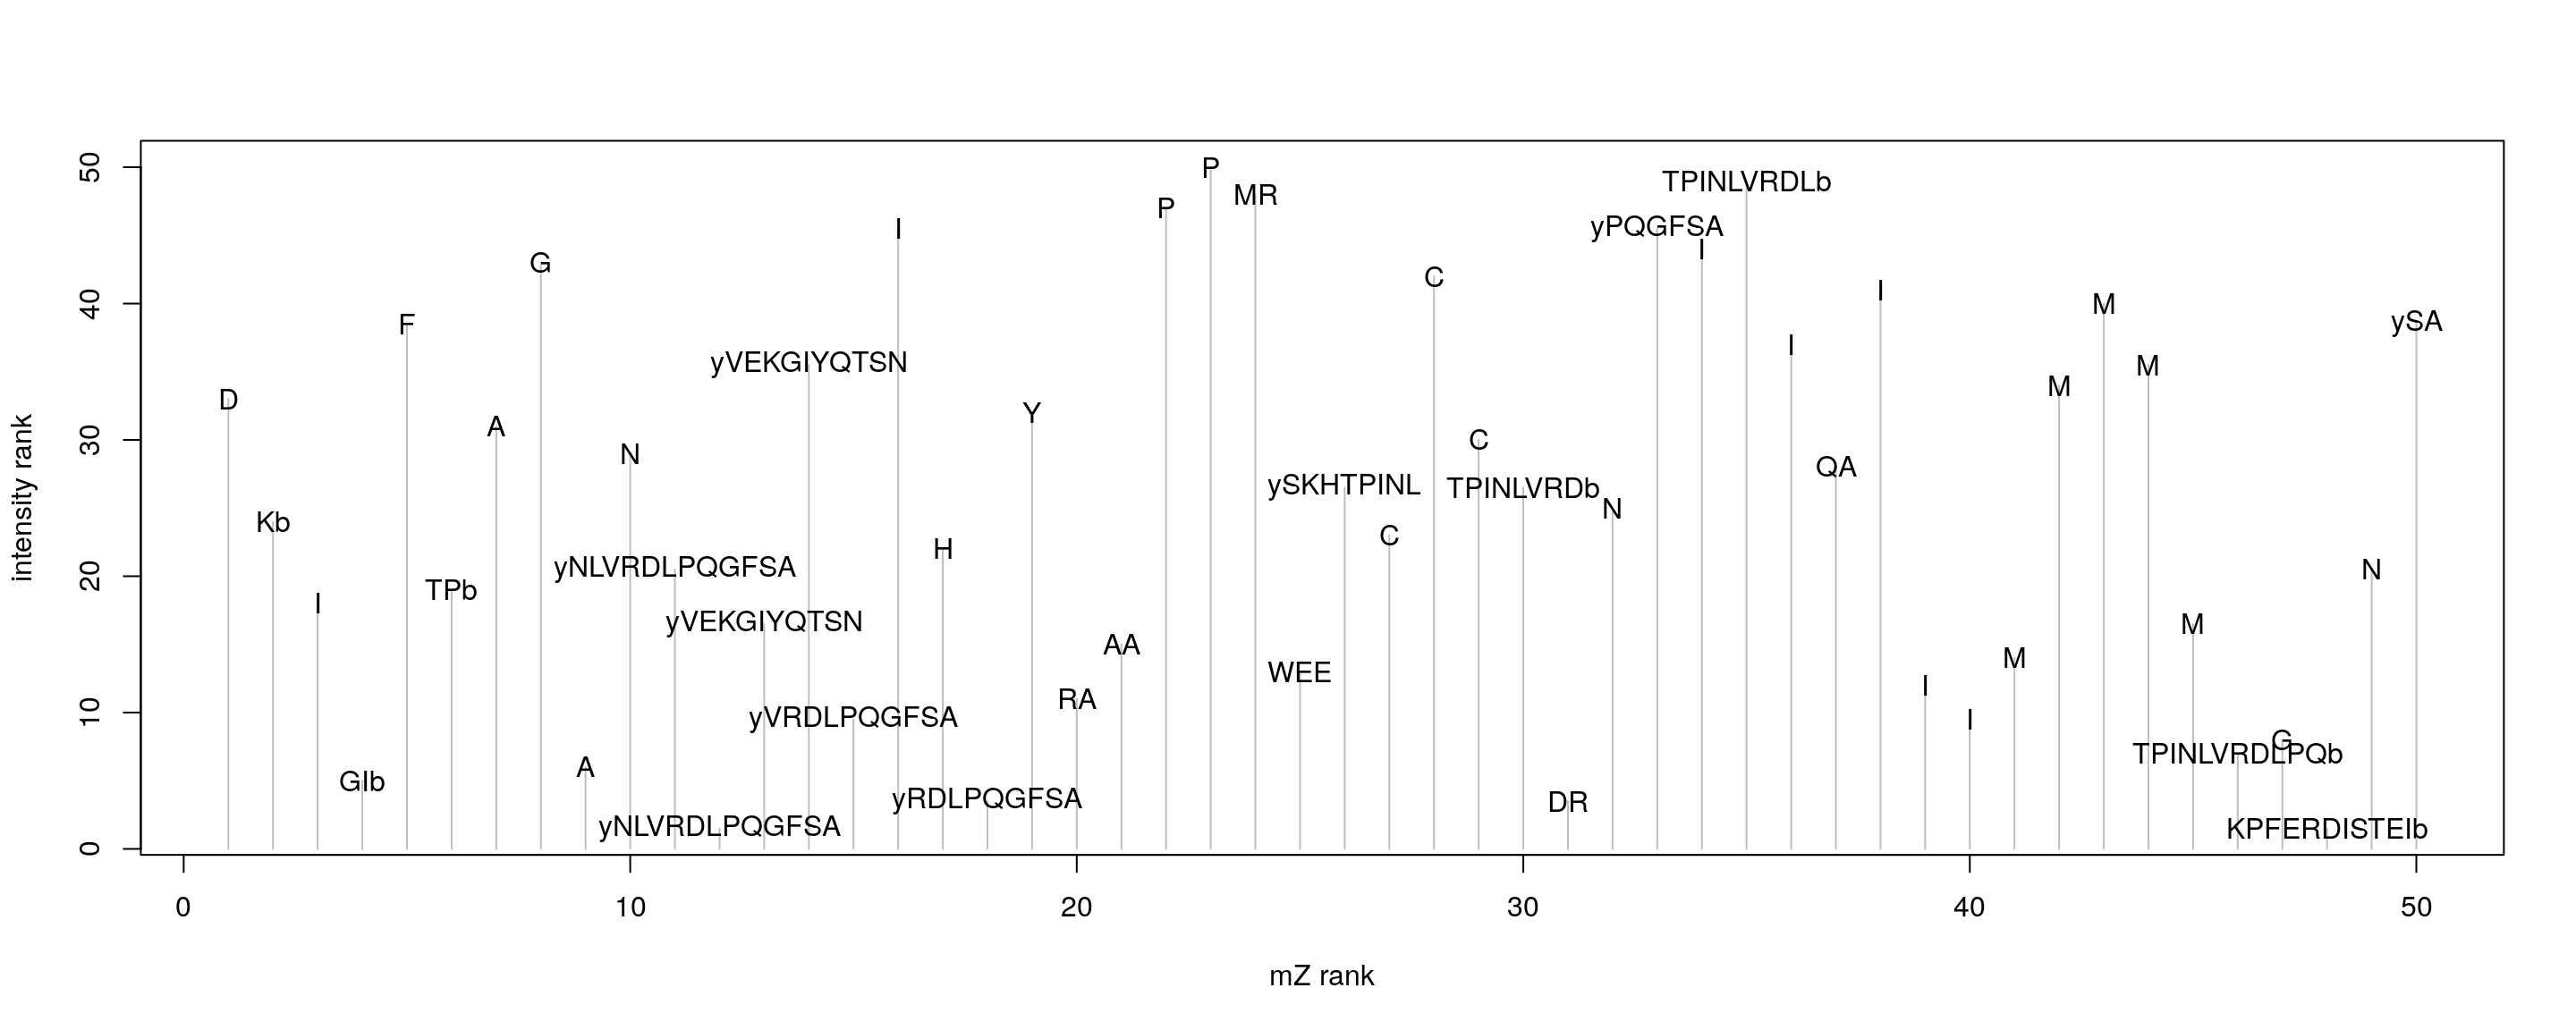 50
40
30
20
10
0
intensity rank
P
TPINLVRDLb
MR
P
yPQGFSA
I
I
G
C
I
M
F
ySA
I
yVEKGIYQTSN
M
M
D
Y
A
C
N
QA
ySKHTPINL
TPINLVRDb
N
Kb
C
H
yNLVRDLPQGFSA
N
TPb
I
yVEKGIYQTSN
M
AA
M
WEE
I
RA
yVRDLPQGFSA
I
G
TPINLVRDLPQb
A
GIb
yRDLPQGFSA
DR
yNLVRDLPQGFSA
KPFERDISTEIb
0 10 20 30 40 50
mZ rank